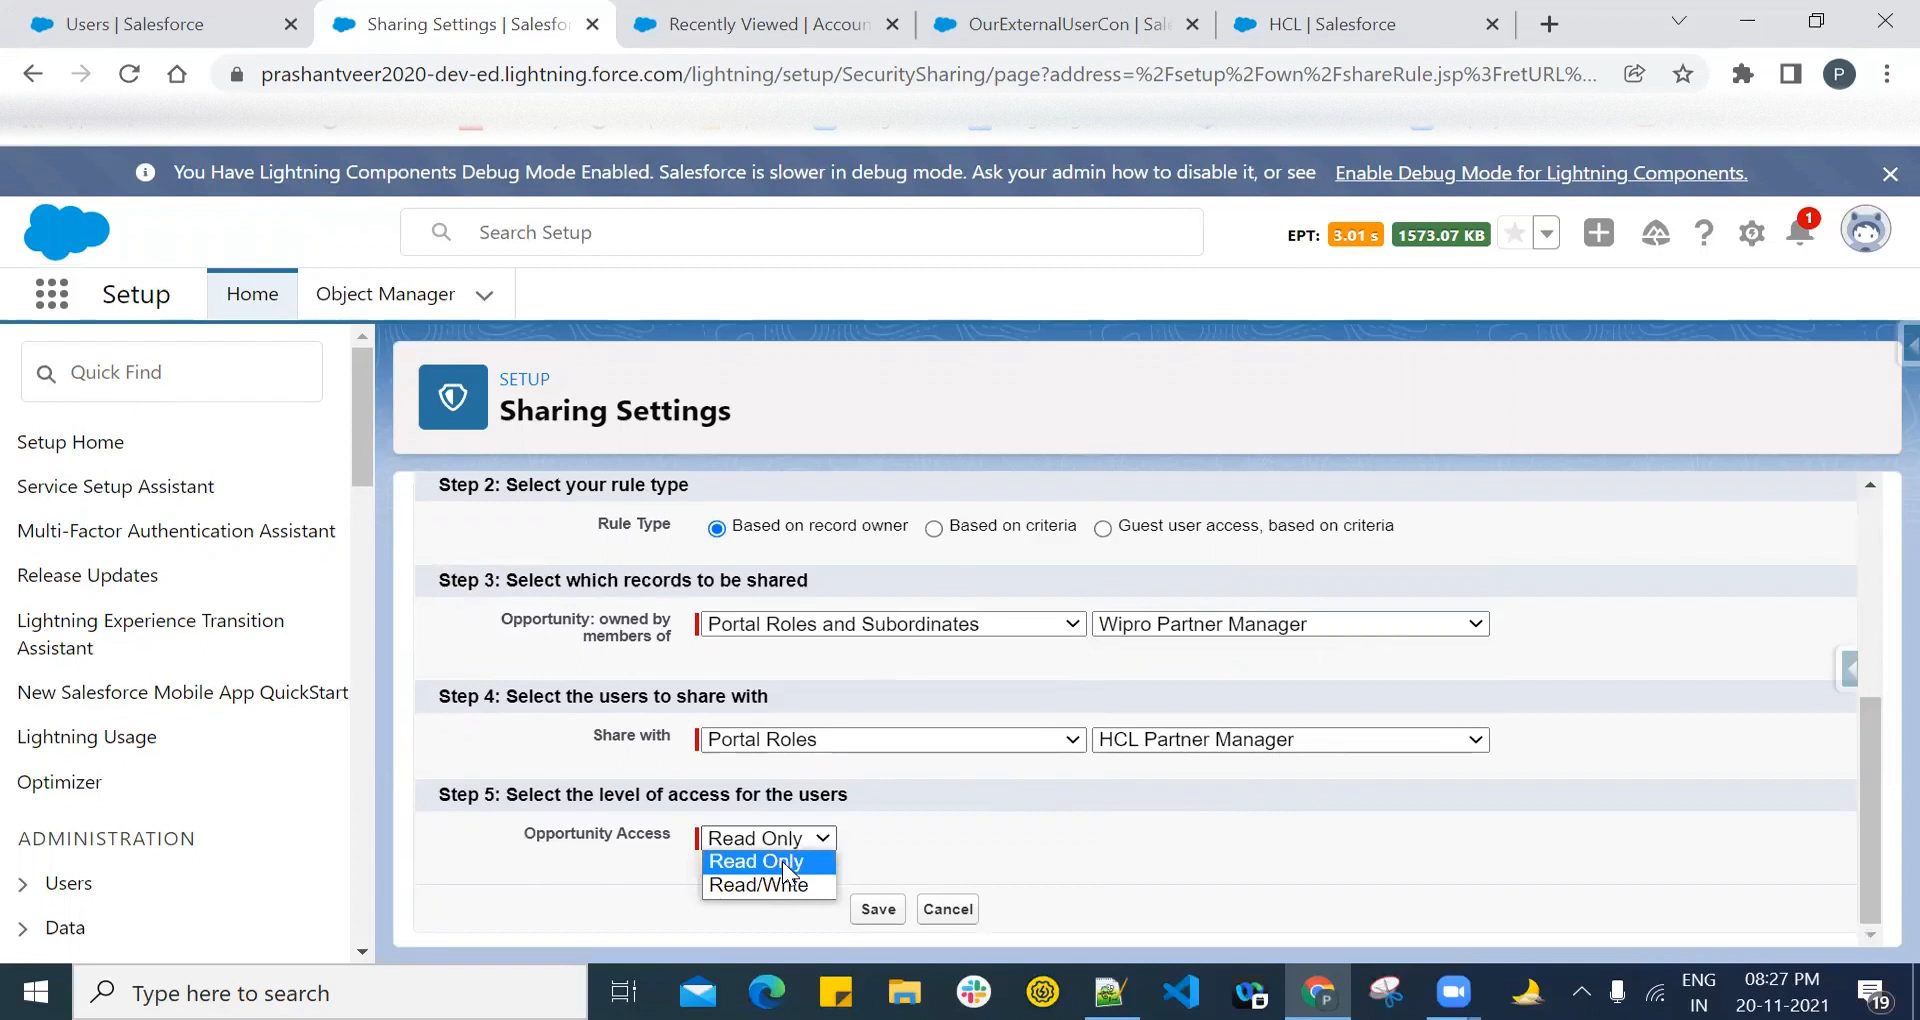 Users | Salesforce
Sharing Settings | Salesfor
Recently Viewed | Accoun
OurExternalUserCon | Sal
HCL | Salesforce
prashantveer2020-dev-ed.lightning.force.com/lightning/setup/SecuritySharing/page?address=%2Fsetup%2Fown%2FshareRule.jsp%3FretURL%...
P
You Have Lightning Components Debug Mode Enabled. Salesforce is slower in debug mode. Ask your admin how to disable it, or see Enable Debug Mode for Lightning Components.
Search Setup
EPT: 3.01 s 1573.07 KB
1
Setup
Home
Object Manager
Quick Find
Setup Home
Service Setup Assistant
Multi-Factor Authentication Assistant
Release Updates
Lightning Experience Transition
Assistant
New Salesforce Mobile App QuickStart
Lightning Usage
Optimizer
ADMINISTRATION
Users
Data
SETUP
Sharing Settings
Step 2: Select your rule type
Rule Type Based on record owner Based on criteria Guest user access, based on criteria
Step 3: Select which records to be shared
Opportunity: owned by
members of
Portal Roles and Subordinates Wipro Partner Manager
Step 4: Select the users to share with
Share with Portal Roles HCL Partner Manager
Step 5: Select the level of access for the users
Opportunity Access Read Only
Read Only
Read/Write
Save Cancel
Type here to search
P
ENG
IN
08:27 PM
20-11-2021
19